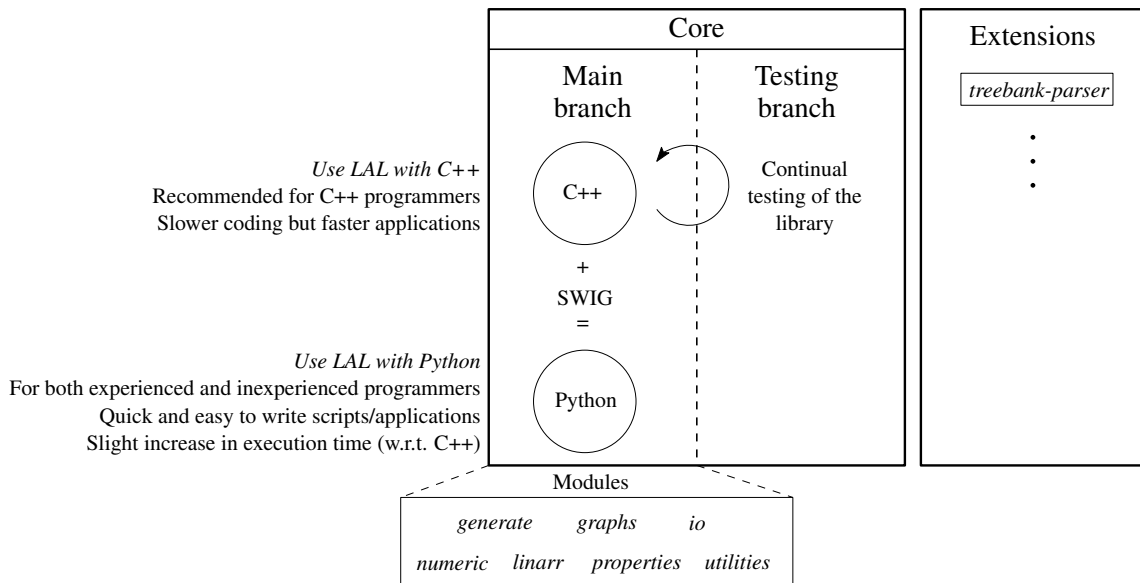 Core
Extensions
Main
branch
Testing
branch
treebank-parser
Use LAL with C++
Recommended for C++ programmers
Slower coding but faster applications
C++
Continual
testing of the
library
+
SWIG
=
Use LAL with Python
For both experienced and inexperienced programmers
Quick and easy to write scripts/applications
Slight increase in execution time (w.r.t. C++)
Python
Modules
generate graphs io
numeric linarr properties utilities